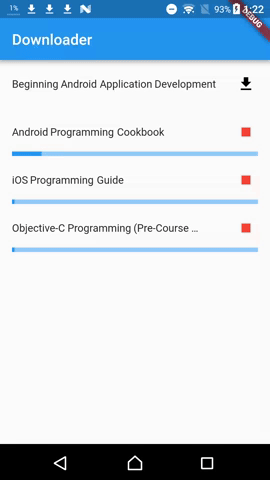 1%
93%
1:22
DEBUG
Downloader
Beginning Android Application Development
Android Programming Cookbook
iOS Programming Guide
Objective-C Programming (Pre-Course ...